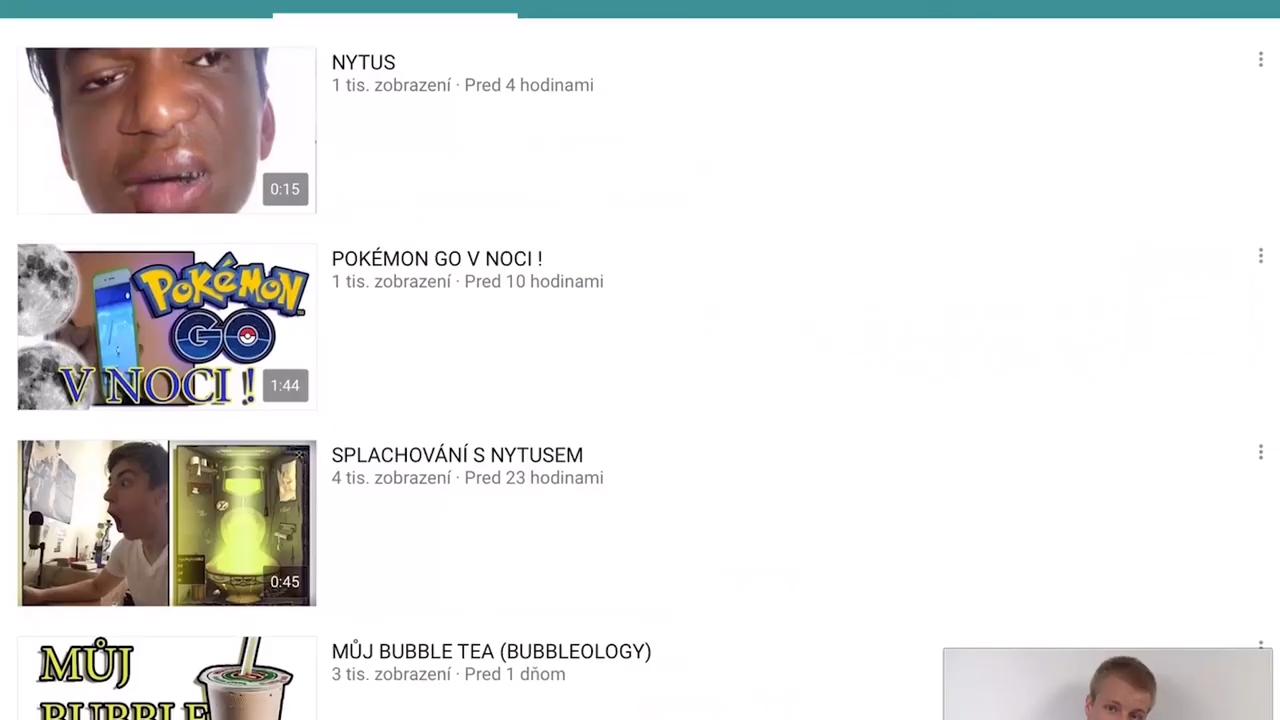 NYTUS
1 tis. zobrazení · Pred 4 hodinami
0:15
POKÉMON GO V NOCI !
1 tis. zobrazení · Pred 10 hodinami
POKÉMON
GO
V NOCI !
1:44
SPLACHOVÁNÍ S NYTUSEM
4 tis. zobrazení · Pred 23 hodinami
0:45
MŮJ BUBBLE TEA (BUBBLEOLOGY)
3 tis. zobrazení · Pred 1 dňom
MŮJ
BUBBLE